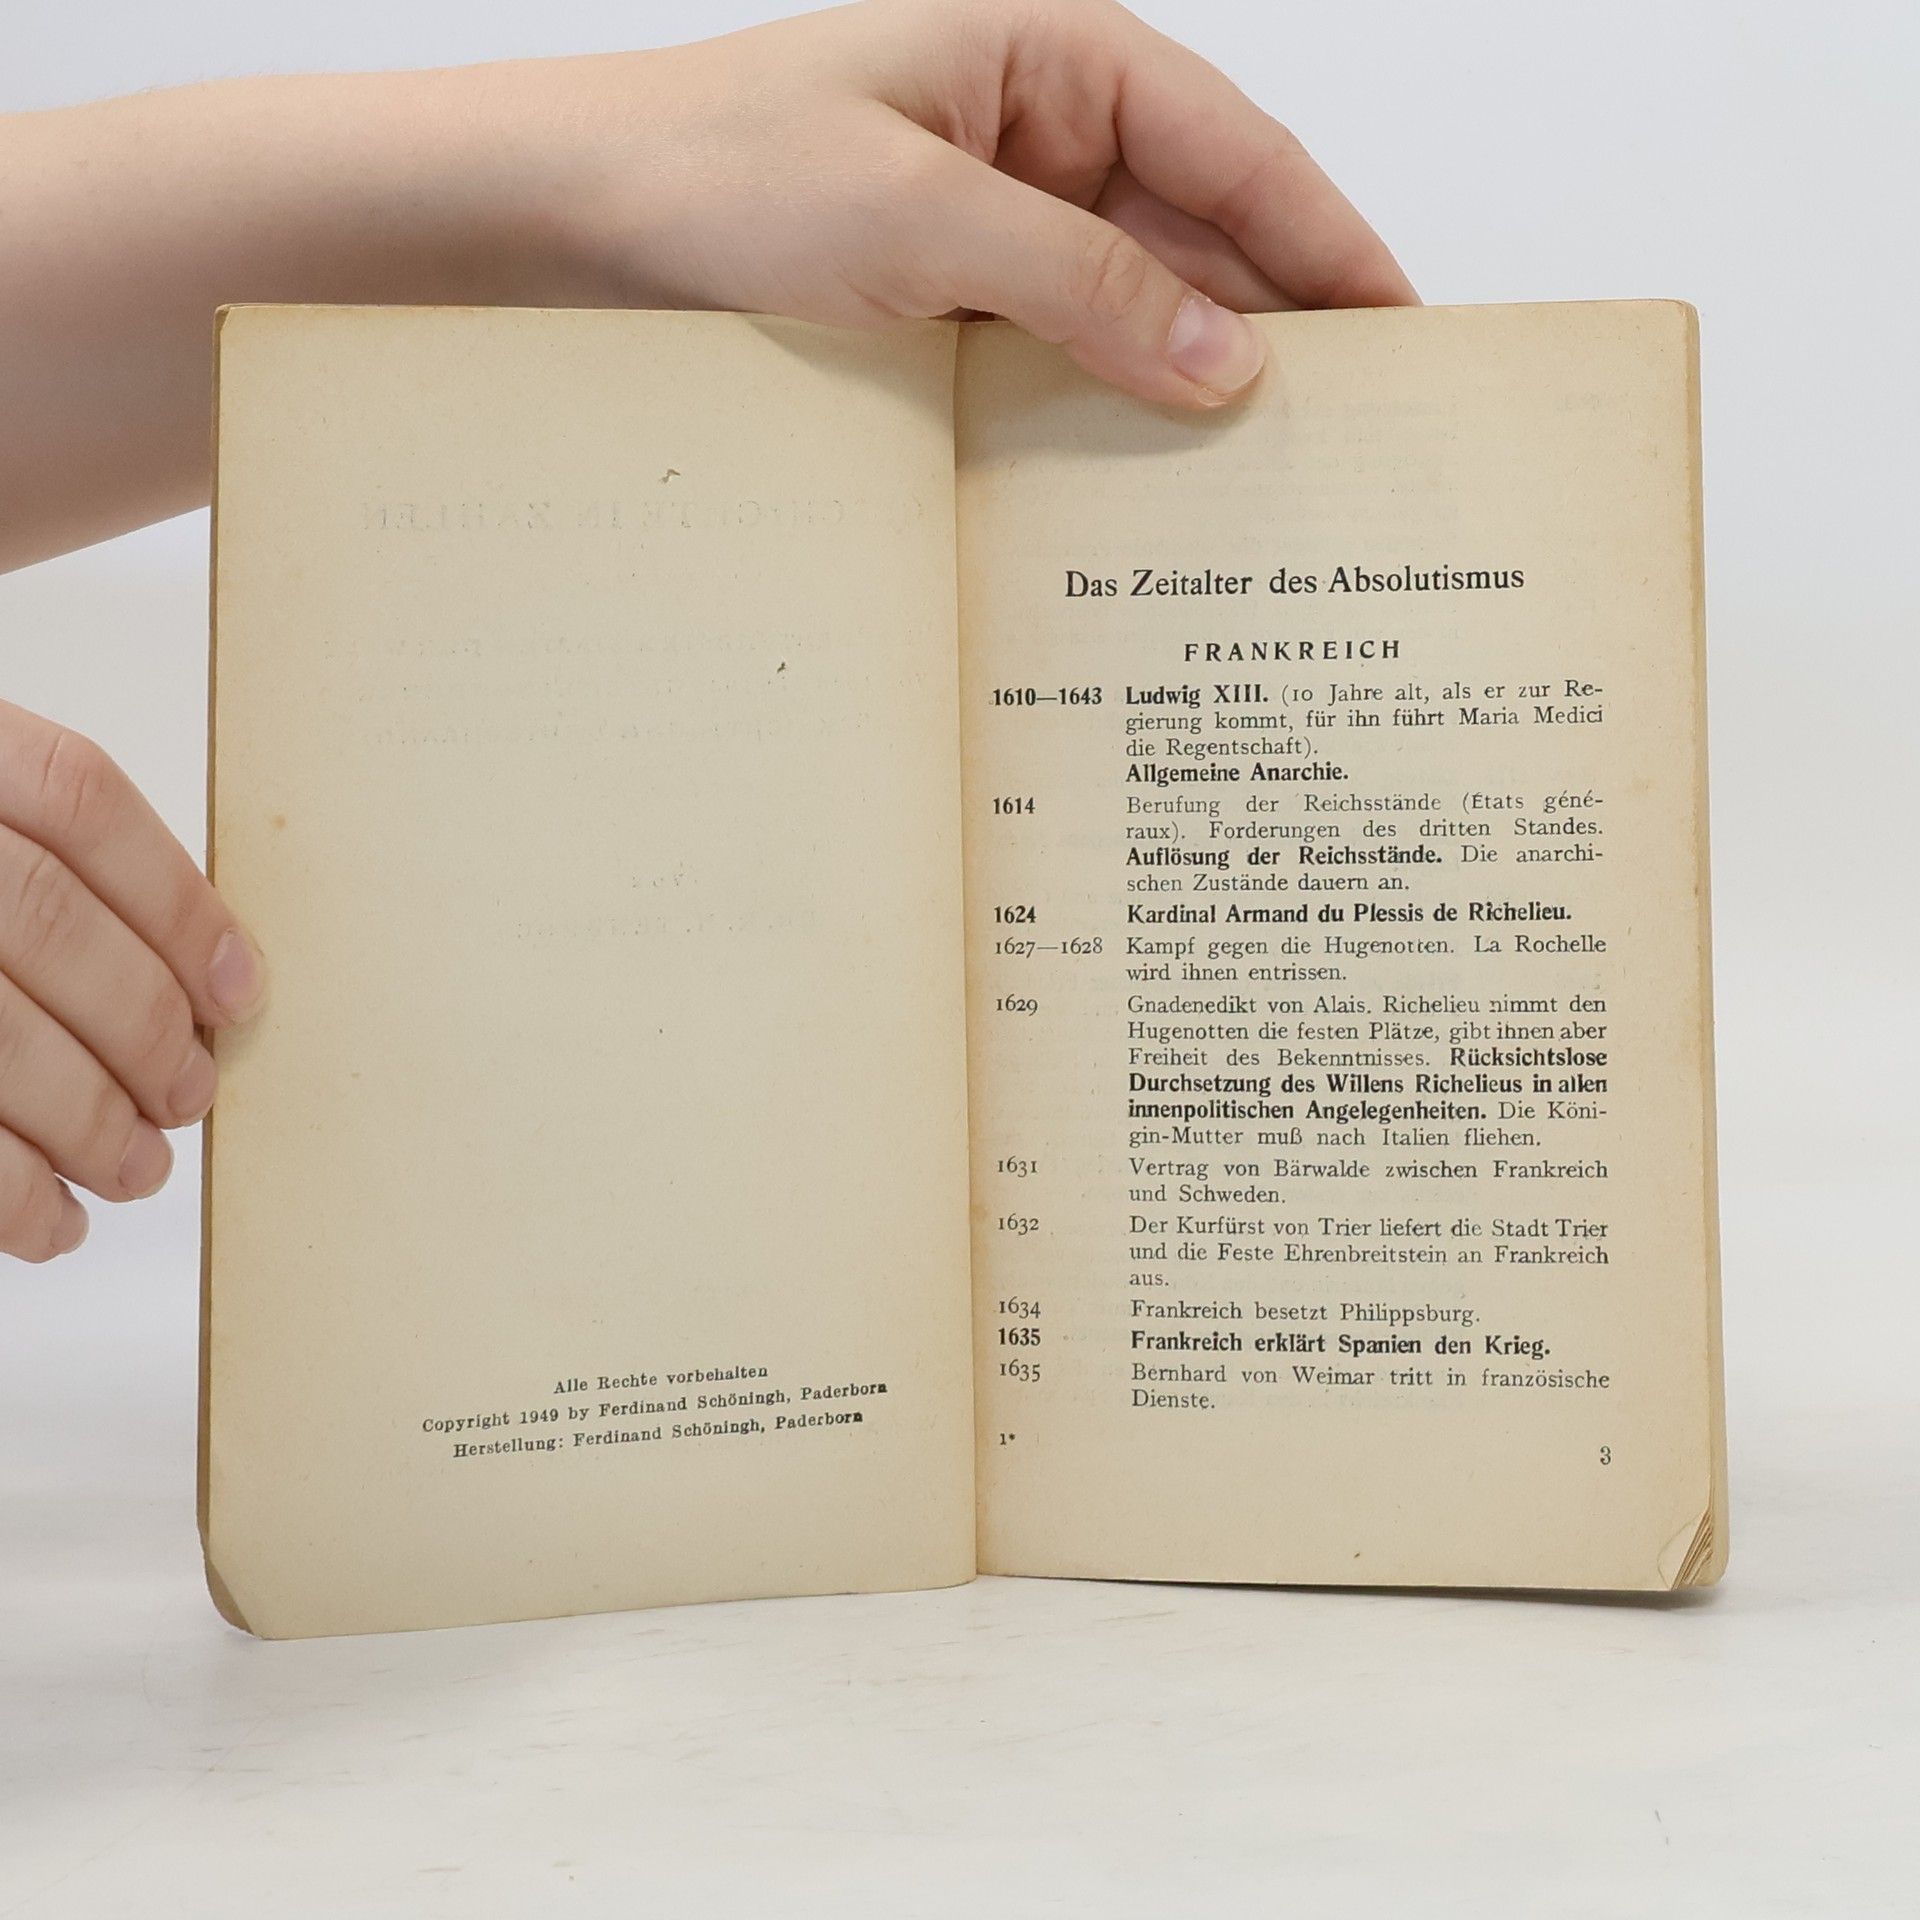 Alle Rechte vorbehalten
Copyright 1949 by Ferdinand Schöningh, Paderborn
Herstellung: Ferdinand Schöningh, Paderborn
Das Zeitalter des Absolutismus
FRANKREICH
1610—1643 Ludwig XIII. (10 Jahre alt, als er zur Re-
gierung kommt, für ihn führt Maria Medici
die Regentschaft).
Allgemeine Anarchie.
1614 Berufung der Reichsstände (États géné-
raux). Forderungen des dritten Standes.
Auflösung der Reichsstände. Die anarchi-
schen Zustände dauern an.
1624 Kardinal Armand du Plessis de Richelieu.
1627—1628 Kampf gegen die Hugenotten. La Rochelle
wird ihnen entrissen.
1629 Gnadenedikt von Alais. Richelieu nimmt den
Hugenotten die festen Plätze, gibt ihnen aber
Freiheit des Bekenntnisses. Rücksichtslose
Durchsetzung des Willens Richelieus in allen
innenpolitischen Angelegenheiten. Die Köni-
gin-Mutter muß nach Italien fliehen.
1631 Vertrag von Bärwalde zwischen Frankreich
und Schweden.
1632 Der Kurfürst von Trier liefert die Stadt Trier
und die Feste Ehrenbreitstein an Frankreich
aus.
1634 Frankreich besetzt Philippsburg.
1635 Frankreich erklärt Spanien den Krieg.
1635 Bernhard von Weimar tritt in französische
Dienste.
1*
3